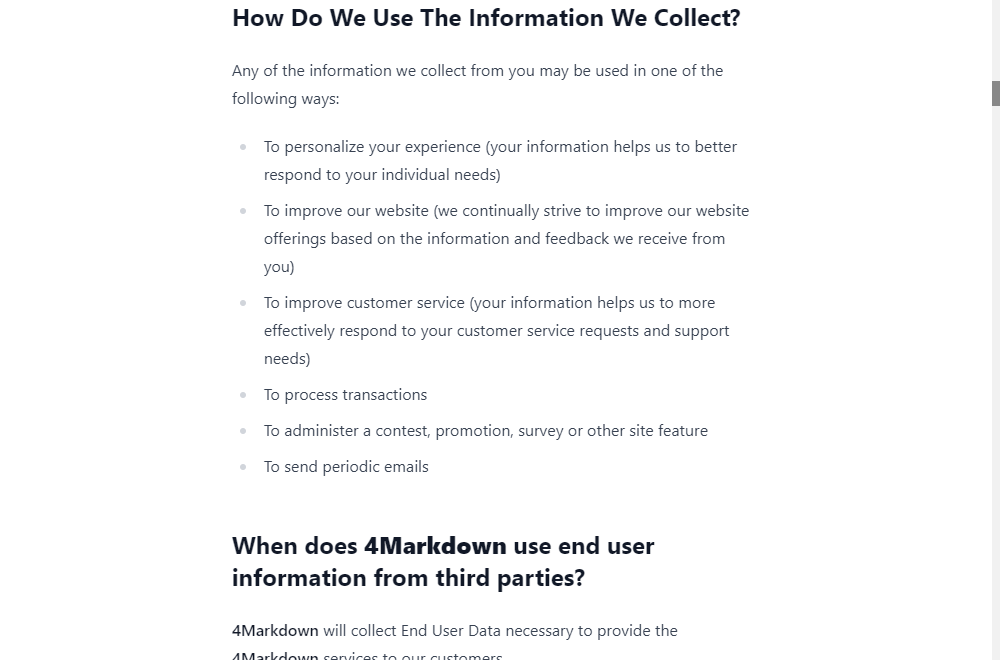 How Do We Use The Information We Collect?
Any of the information we collect from you may be used in one of the
following ways:
To personalize your experience (your information helps us to better
respond to your individual needs)
To improve our website (we continually strive to improve our website
offerings based on the information and feedback we receive from
you)
To improve customer service (your information helps us to more
effectively respond to your customer service requests and support
needs)
To process transactions
To administer a contest, promotion, survey or other site feature
To send periodic emails
When does 4Markdown use end user
information from third parties?
4Markdown will collect End User Data necessary to provide the
4Markdown services to our customers.